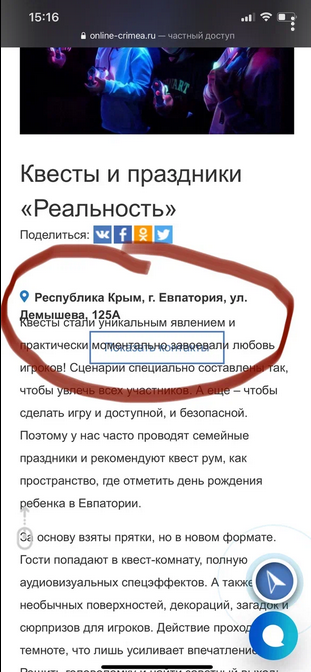 15:16
online-crimea.ru — частный доступ
Квесты и праздники
«Реальность»
Поделиться:
Республика Крым, г. Евпатория, ул.
Демышева, 125А
Квесты стали уникальным явлением и
практически моментально завоевали любовь
Показать контакты
игроков! Сценарии специально составлены так,
чтобы увлечь всех участников. А еще – чтобы
сделать игру и доступной, и безопасной.
Поэтому у нас часто проводят семейные
праздники и рекомендуют квест рум, как
пространство, где отметить день рождения
ребенка в Евпатории.
За основу взяты прятки, но в новом формате.
Гости попадают в квест-комнату, полную
аудиовизуальных спецэффектов. А также
необычных поверхностей, декораций, загадок и
сюрпризов для игроков. Действие проход
темноте, что лишь усиливает впечатление